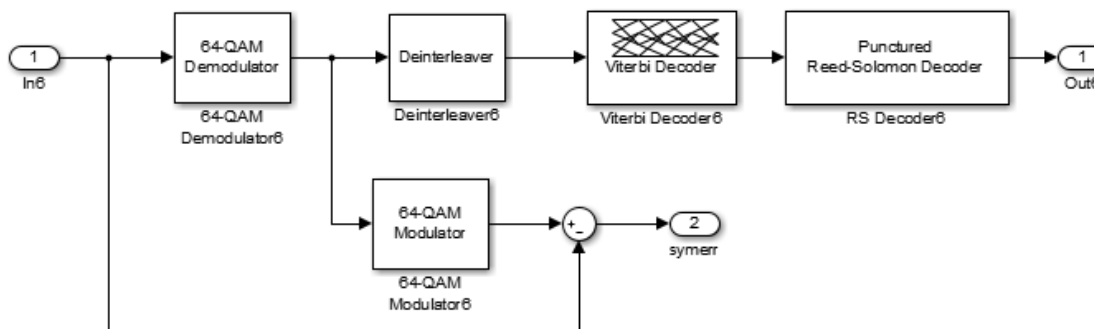 1
In6
64-QAM
Demodulator
64-QAM
Demodulator6
Deinterleaver
Deinterleaver6
Viterbi Decoder
Viterbi Decoder6
Punctured
Reed-Solomon Decoder
RS Decoder6
1
Out6
64-QAM
Modulator
64-QAM
Modulator6
+
−
2
symerr